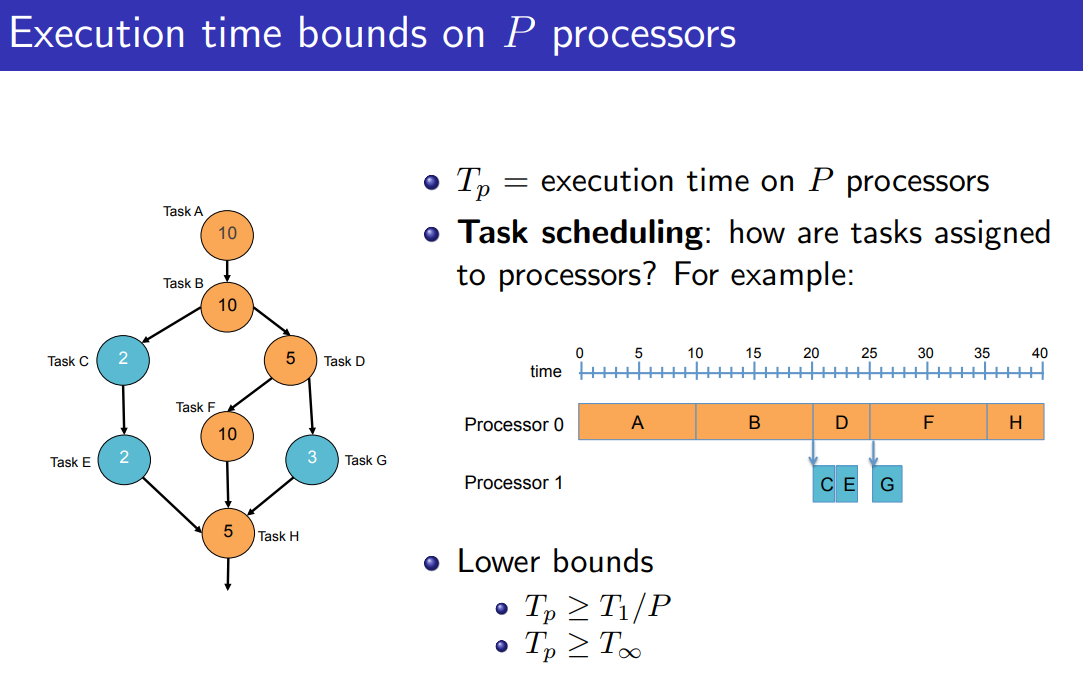 Execution time bounds on P processors
Task A
10
Task B
10
Task C
2
5
Task D
Task F
10
Task E
2
3
Task G
5
Task H
T_p = execution time on P processors
Task scheduling: how are tasks assigned
to processors? For example:
0 5 10 15 20 25 30 35 40
time
Processor 0 A B D F H
Processor 1 C E G
Lower bounds
T_p ≥ T_1/P
T_p ≥ T_∞